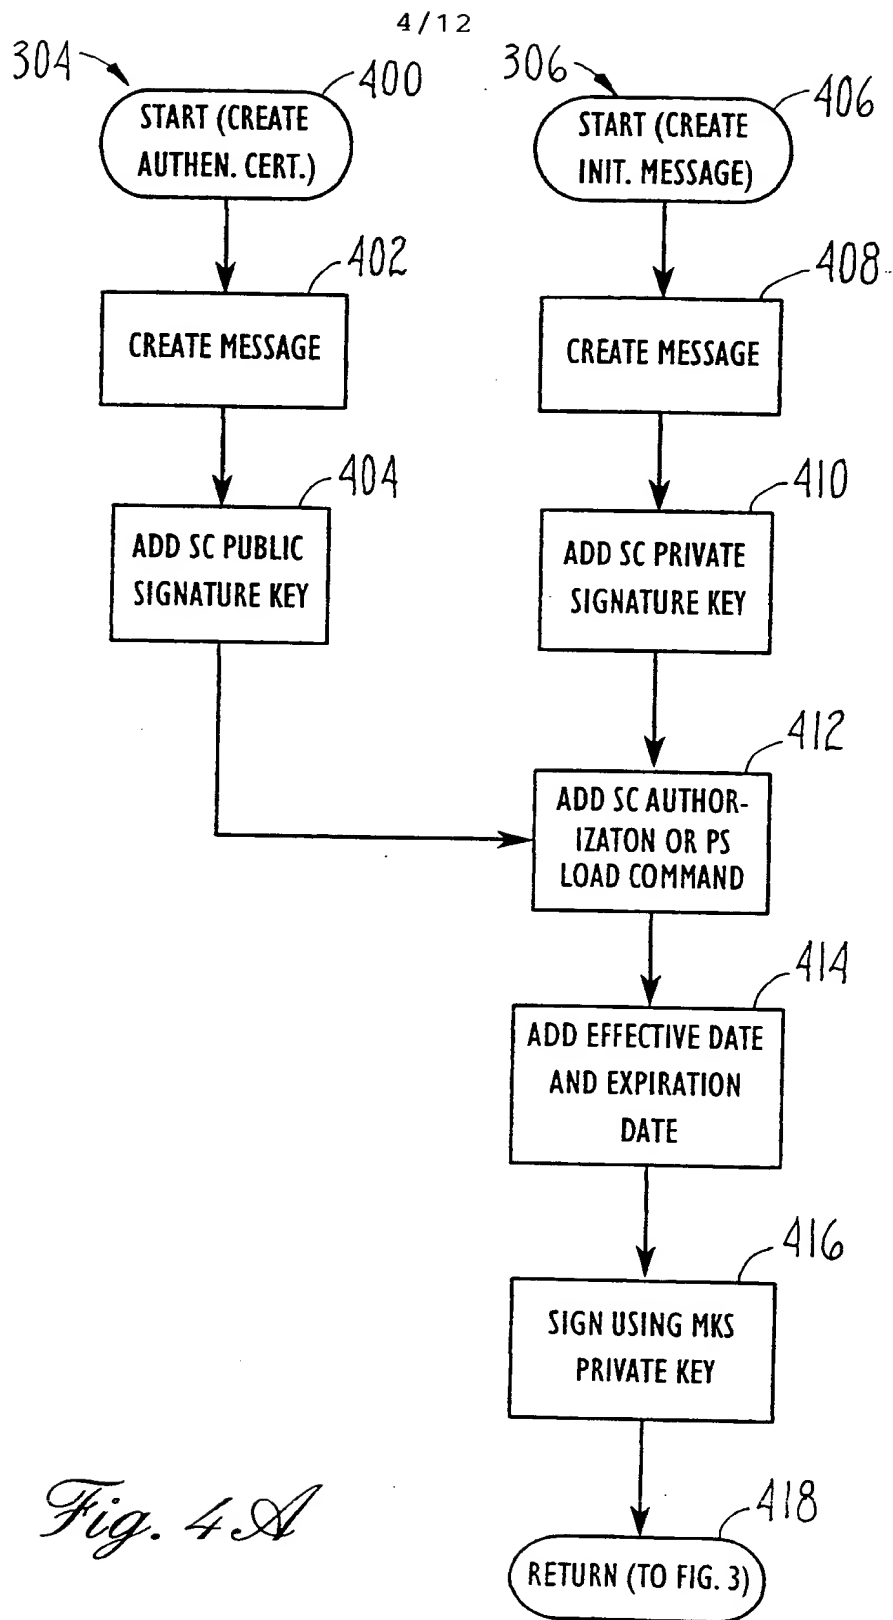 4/12
304
400
START (CREATE
AUTHEN. CERT.)
402
CREATE MESSAGE
404
ADD SC PUBLIC
SIGNATURE KEY
306
406
START (CREATE
INIT. MESSAGE)
408
CREATE MESSAGE
410
ADD SC PRIVATE
SIGNATURE KEY
412
ADD SC AUTHOR-
IZATON OR PS
LOAD COMMAND
414
ADD EFFECTIVE DATE
AND EXPIRATION
DATE
416
SIGN USING MKS
PRIVATE KEY
418
RETURN (TO FIG. 3)
Fig. 4A